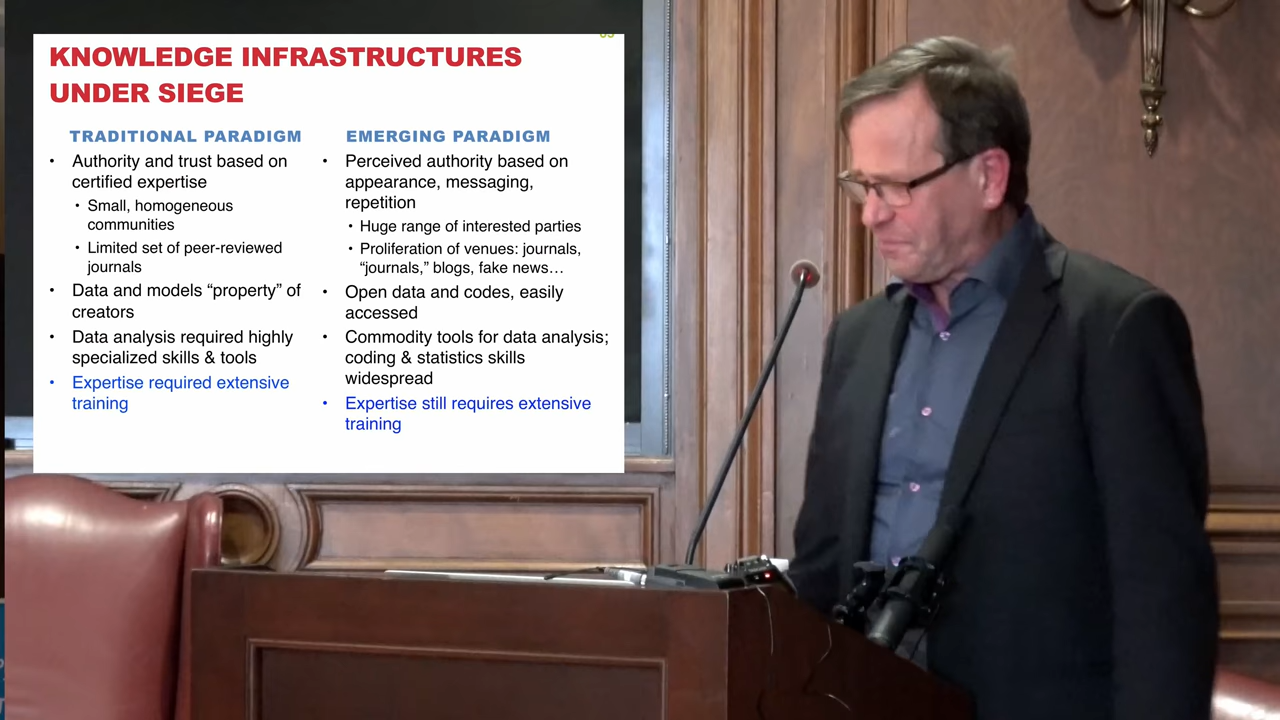 KNOWLEDGE INFRASTRUCTURES
UNDER SIEGE
TRADITIONAL PARADIGM
• Authority and trust based on
certified expertise
• Small, homogeneous
communities
• Limited set of peer-reviewed
journals
• Data and models “property” of
creators
• Data analysis required highly
specialized skills & tools
• Expertise required extensive
training
EMERGING PARADIGM
• Perceived authority based on
appearance, messaging,
repetition
• Huge range of interested parties
• Proliferation of venues: journals,
“journals,” blogs, fake news…
• Open data and codes, easily
accessed
• Commodity tools for data analysis;
coding & statistics skills
widespread
• Expertise still requires extensive
training